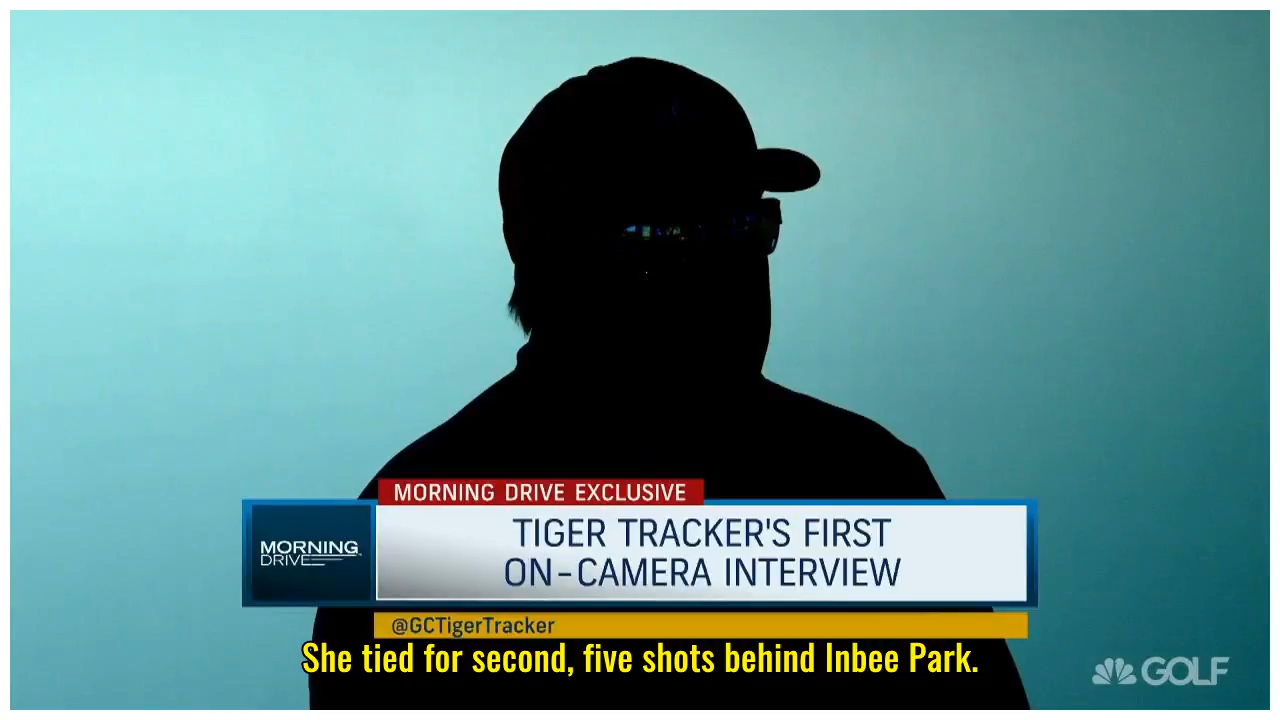 MORNING DRIVE EXCLUSIVE
MORNING
DRIVE
TIGER TRACKER'S FIRST
ON-CAMERA INTERVIEW
@GCTigerTracker
She tied for second, five shots behind Inbee Park.
GOLF